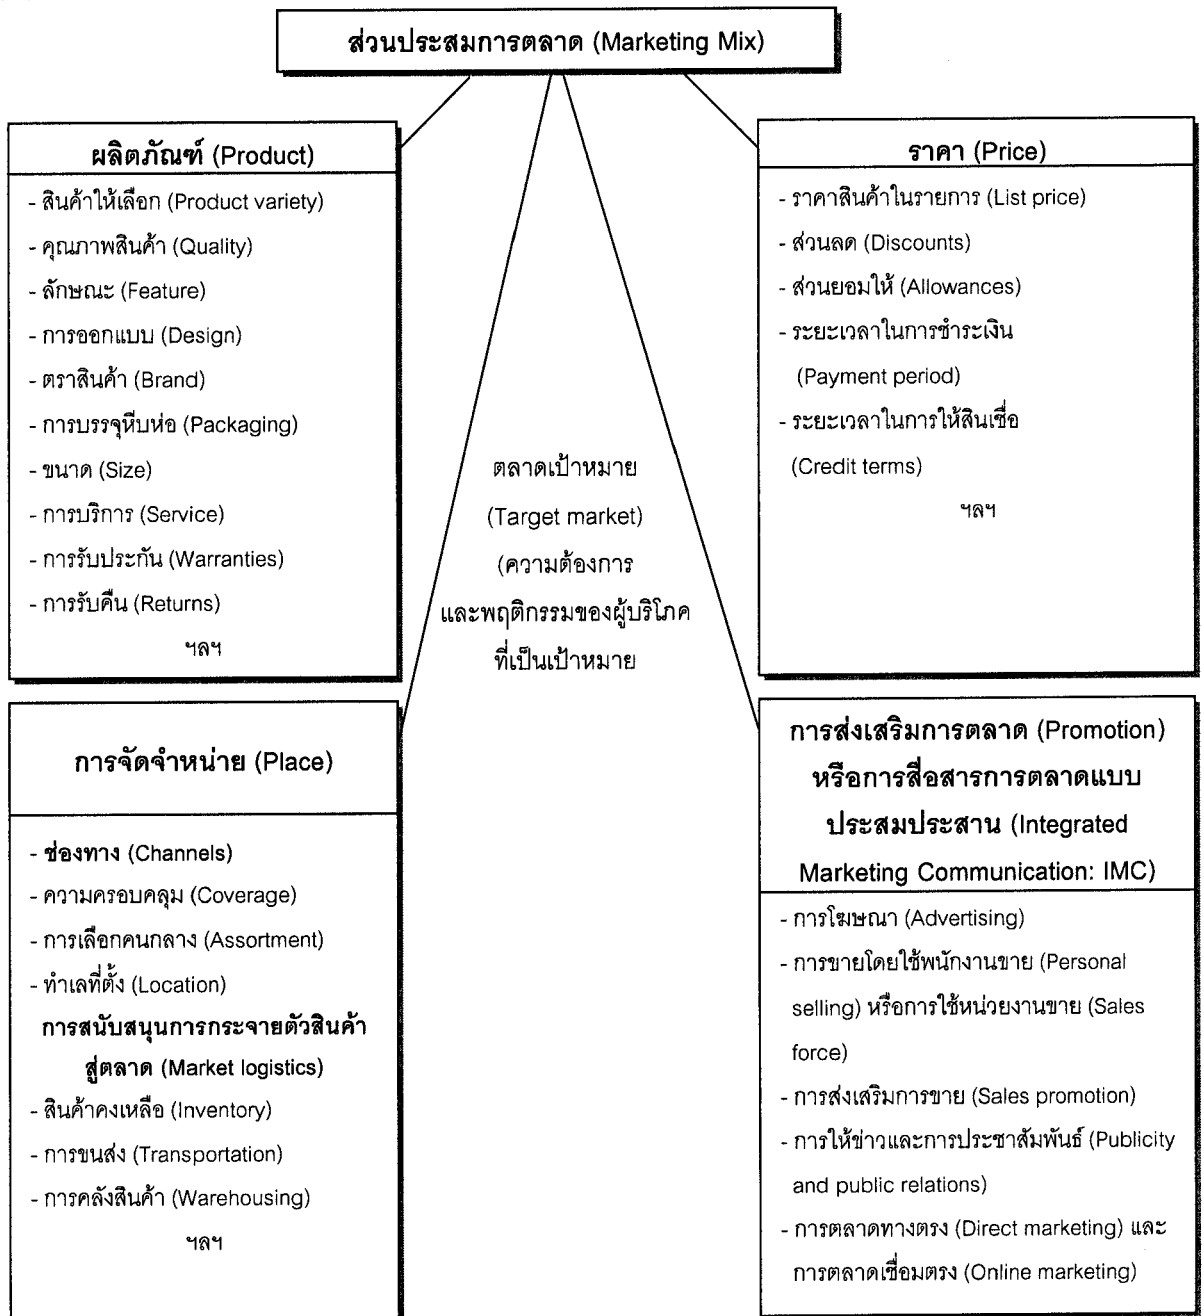 ส่วนประสมการตลาด (Marketing Mix)
ผลิตภัณฑ์ (Product)
- สินค้าให้เลือก (Product variety)
- คุณภาพสินค้า (Quality)
- ลักษณะ (Feature)
- การออกแบบ (Design)
- ตราสินค้า (Brand)
- การบรรจุหีบห่อ (Packaging)
- ขนาด (Size)
- การบริการ (Service)
- การรับประกัน (Warranties)
- การรับคืน (Returns)
ฯลฯ
ราคา (Price)
- ราคาสินค้าในรายการ (List price)
- ส่วนลด (Discounts)
- ส่วนยอมให้ (Allowances)
- ระยะเวลาในการชำระเงิน
(Payment period)
- ระยะเวลาในการให้สินเชื่อ
(Credit terms)
ฯลฯ
ตลาดเป้าหมาย
(Target market)
(ความต้องการ
และพฤติกรรมของผู้บริโภค
ที่เป็นเป้าหมาย
การจัดจำหน่าย (Place)
- ช่องทาง (Channels)
- ความครอบคลุม (Coverage)
- การเลือกคนกลาง (Assortment)
- ทำเลที่ตั้ง (Location)
การสนับสนุนการกระจายตัวสินค้า
สู่ตลาด (Market logistics)
- สินค้าคงเหลือ (Inventory)
- การขนส่ง (Transportation)
- การคลังสินค้า (Warehousing)
ฯลฯ
การส่งเสริมการตลาด (Promotion)
หรือการสื่อสารการตลาดแบบ
ประสมประสาน (Integrated
Marketing Communication: IMC)
- การโฆษณา (Advertising)
- การขายโดยใช้พนักงานขาย (Personal
selling) หรือการใช้หน่วยงานขาย (Sales
force)
- การส่งเสริมการขาย (Sales promotion)
- การให้ข่าวและการประชาสัมพันธ์ (Publicity
and public relations)
- การตลาดทางตรง (Direct marketing) และ
การตลาดเชื่อมตรง (Online marketing)